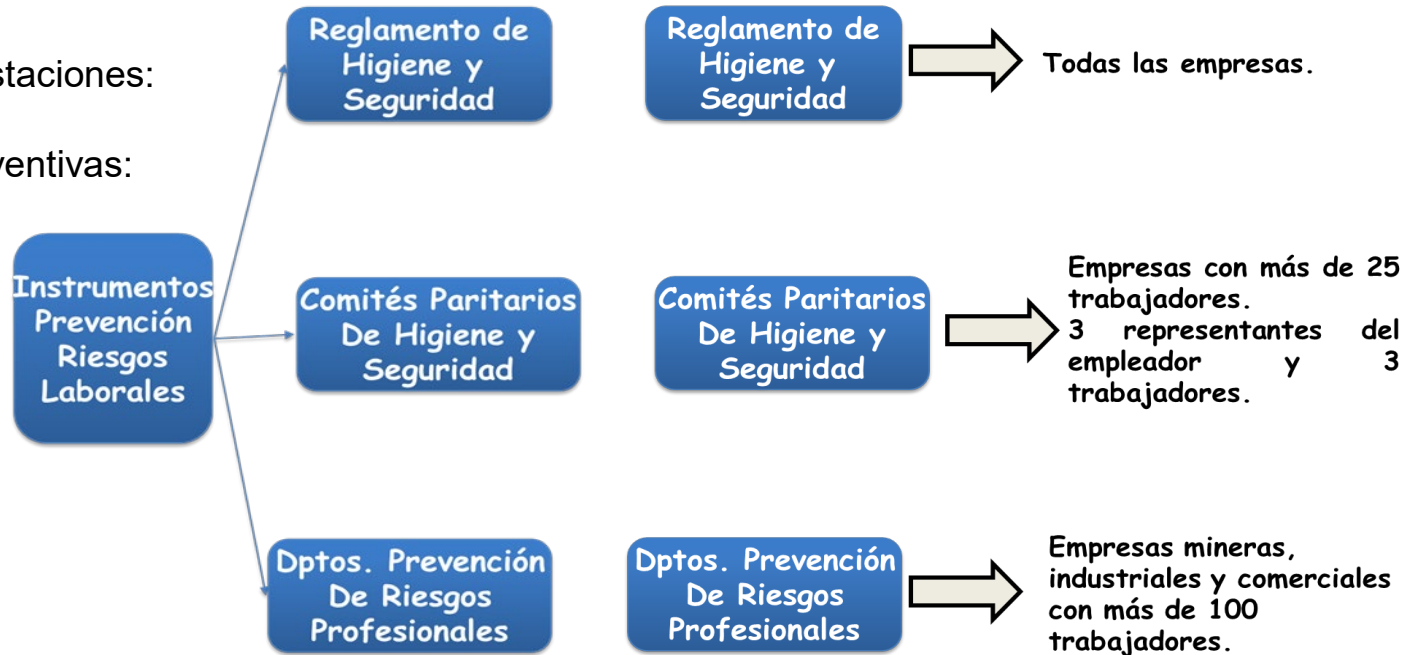 staciones:
ventivas:
Instrumentos
Prevención
Riesgos
Laborales
Reglamento de
Higiene y
Seguridad
Reglamento de
Higiene y
Seguridad
Todas las empresas.
Comités Paritarios
De Higiene y
Seguridad
Comités Paritarios
De Higiene y
Seguridad
Empresas con más de 25
trabajadores.
3 representantes del
empleador y 3
trabajadores.
Dptos. Prevención
De Riesgos
Profesionales
Dptos. Prevención
De Riesgos
Profesionales
Empresas mineras,
industriales y comerciales
con más de 100
trabajadores.